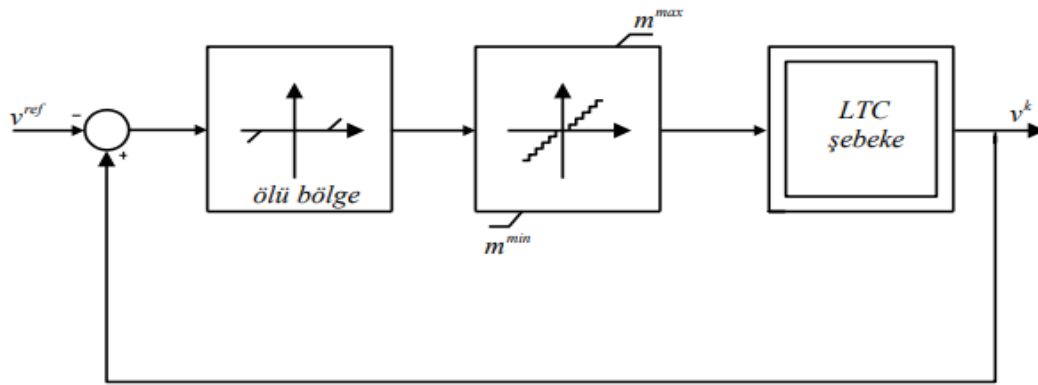 m^max
v^ref
−
+
ölü bölge
m^min
LTC
şebeke
v^k